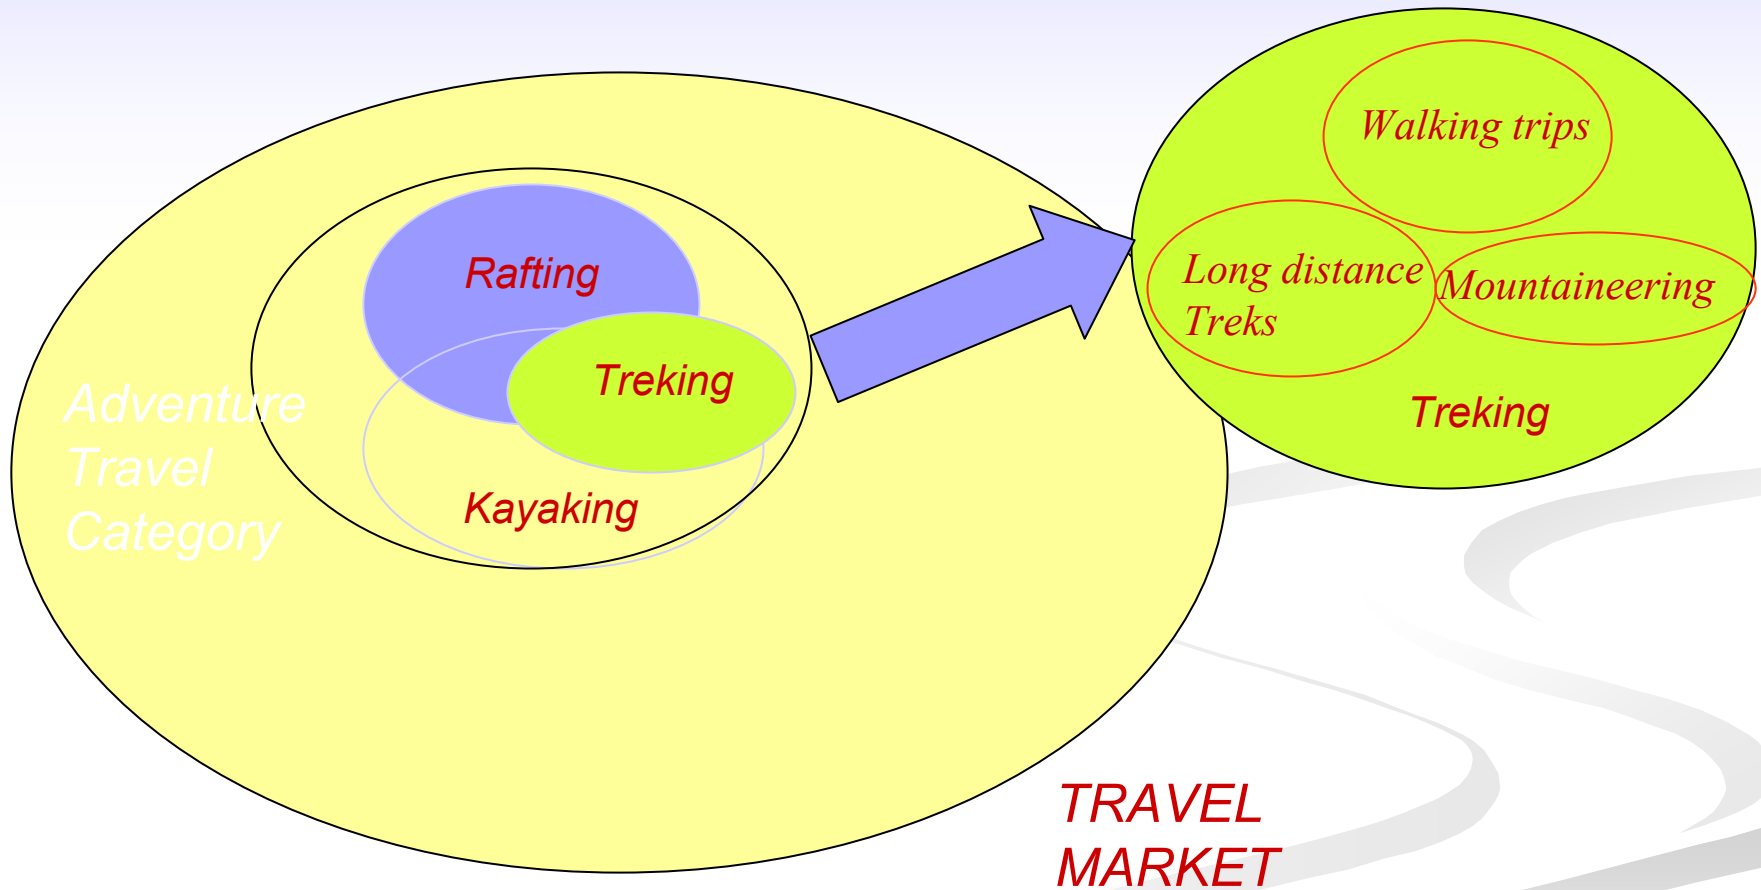 Walking trips
Rafting
Long distance
Treks
Mountaineering
Treking
Adventure
Travel
Category
Treking
Kayaking
TRAVEL
MARKET